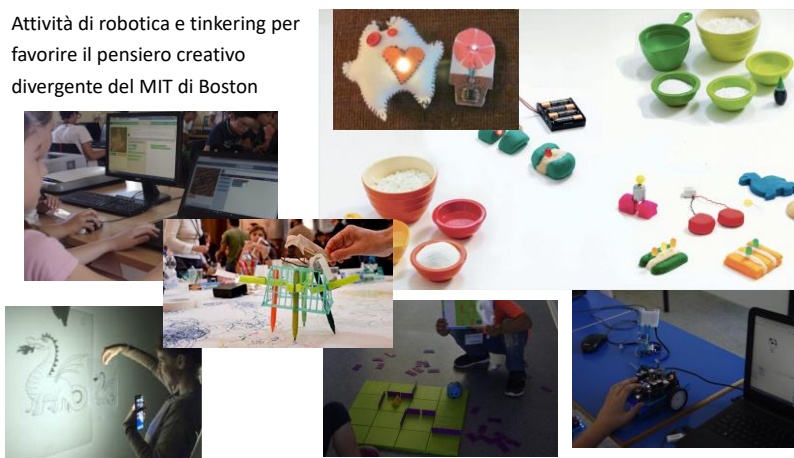 Attività di robotica e tinkering per
favorire il pensiero creativo
divergente del MIT di Boston